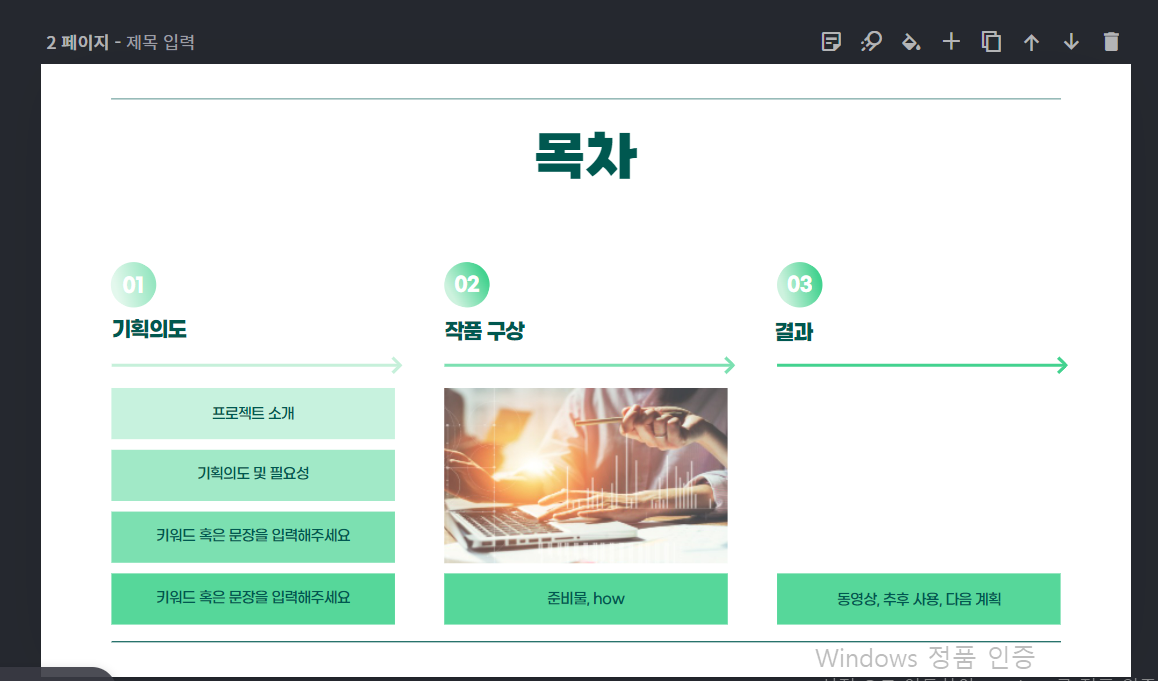 2 페이지 - 제목 입력
목차
01
기획의도
프로젝트 소개
기획의도 및 필요성
키워드 혹은 문장을 입력해주세요
키워드 혹은 문장을 입력해주세요
02
작품 구상
준비물, how
03
결과
동영상, 추후 사용, 다음 계획
Windows 정품 인증